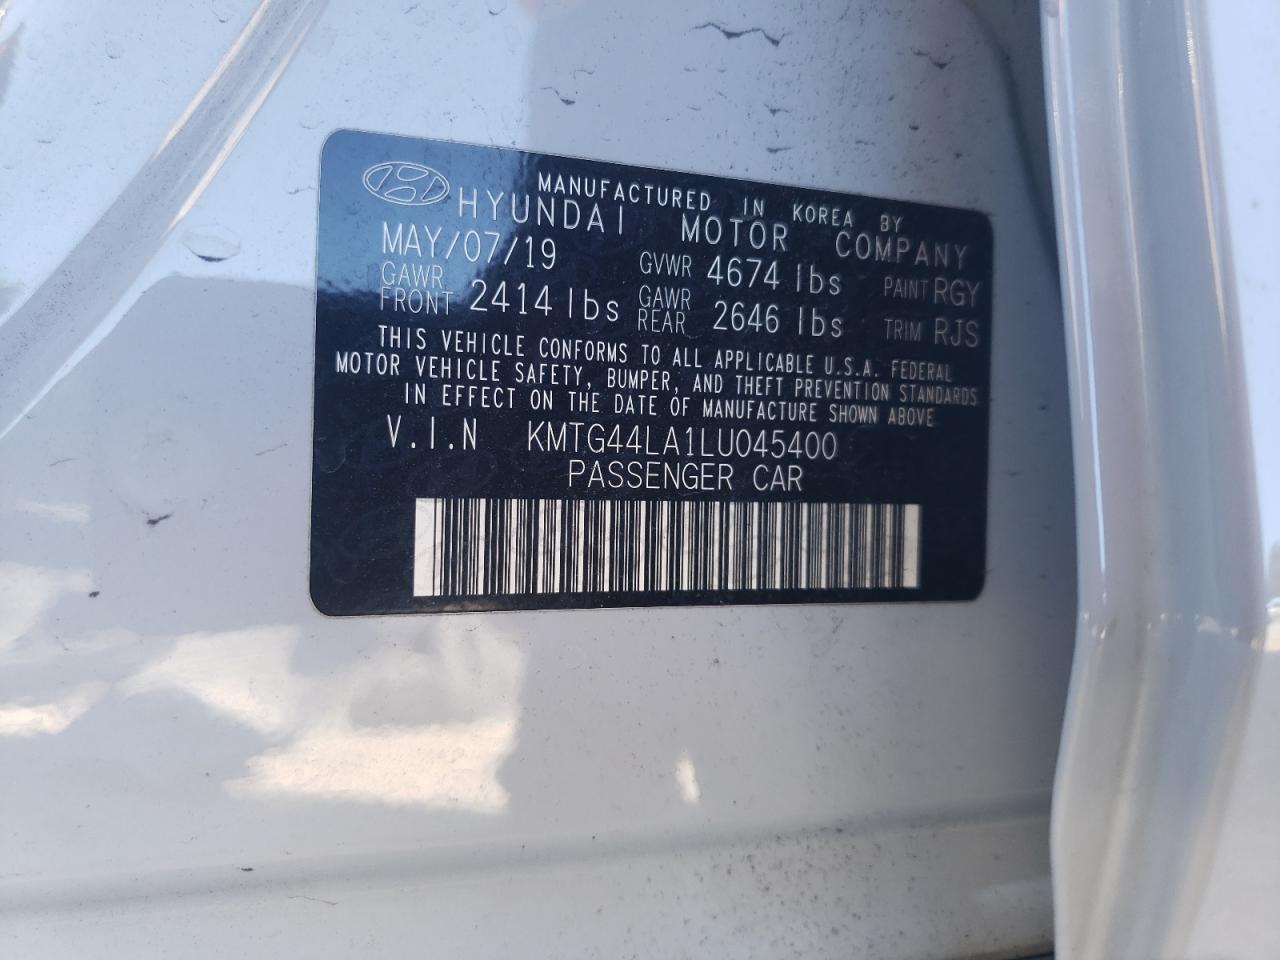 MANUFACTURED IN KOREA BY
HYUNDAI MOTOR COMPANY
MAY/07/19 GVWR 4674 lbs PAINT RGY
GAWR FRONT 2414 lbs GAWR REAR 2646 lbs TRIM RJS
THIS VEHICLE CONFORMS TO ALL APPLICABLE U.S.A. FEDERAL
MOTOR VEHICLE SAFETY, BUMPER, AND THEFT PREVENTION STANDARDS
IN EFFECT ON THE DATE OF MANUFACTURE SHOWN ABOVE
V.I.N KMTG44LA1LU045400
PASSENGER CAR